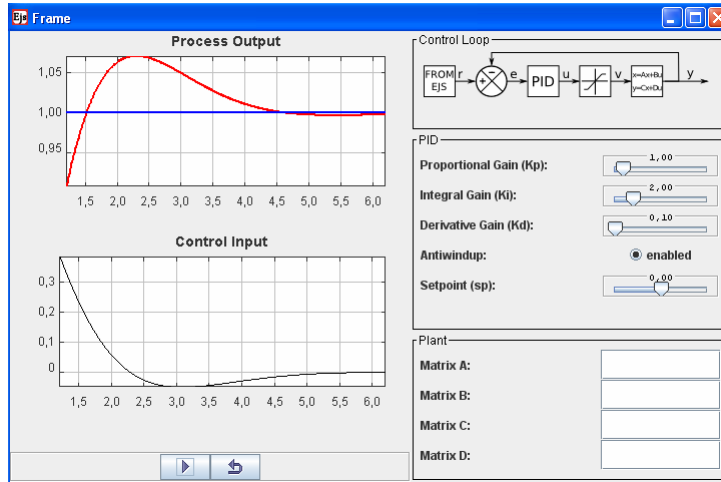 Ejs Frame
Process Output
1,05
1,00
0,95
1,5 2,0 2,5 3,0 3,5 4,0 4,5 5,0 5,5 6,0
Control Input
0,3
0,2
0,1
0
1,5 2,0 2,5 3,0 3,5 4,0 4,5 5,0 5,5 6,0
Control Loop
FROM EJS r + − e PID u v x=Ax+Bu y
y=Cx+Du
PID
Proportional Gain (Kp): 1,00
Integral Gain (Ki): 2,00
Derivative Gain (Kd): 0,10
Antiwindup: enabled
Setpoint (sp): 0,00
Plant
Matrix A:
Matrix B:
Matrix C:
Matrix D: